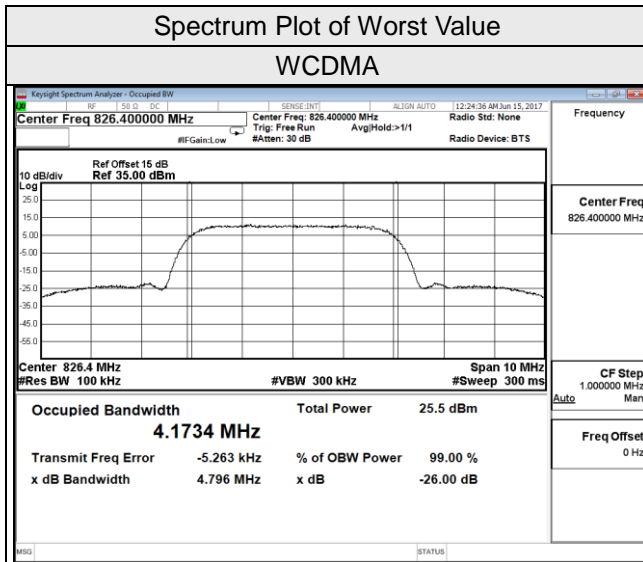 Spectrum Plot of Worst Value
WCDMA
Keysight Spectrum Analyzer - Occupied BW
RF 50 Ω DC SENSE:INT ALIGN AUTO 12:24:36 AM Jun 15, 2017
Center Freq 826.400000 MHz
Center Freq: 826.400000 MHz Radio Std: None
Trig: Free Run Avg|Hold:>1/1
#IFGain:Low #Atten: 30 dB Radio Device: BTS
Frequency
Ref Offset 15 dB
10 dB/div Ref 35.00 dBm
Log
25.0
15.0
5.00
-5.00
-15.0
-25.0
-35.0
-45.0
-55.0
Center Freq
826.400000 MHz
Center 826.4 MHz Span 10 MHz
#Res BW 100 kHz #VBW 300 kHz #Sweep 300 ms
CF Step
1.000000 MHz
Auto Man
Occupied Bandwidth Total Power 25.5 dBm
4.1734 MHz
Transmit Freq Error -5.263 kHz % of OBW Power 99.00 %
x dB Bandwidth 4.796 MHz x dB -26.00 dB
Freq Offset
0 Hz
MSG STATUS